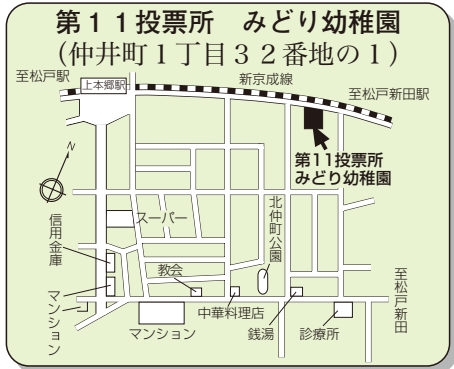 第11投票所　みどり幼稚園
(仲井町1丁目32番地の1)
至松戸駅
上本郷駅
新京成線
至松戸新田駅
N
第11投票所
みどり幼稚園
信用金庫
スーパー
北仲町公園
教会
マンション
マンション
中華料理店
銭湯
診療所
至松戸新田